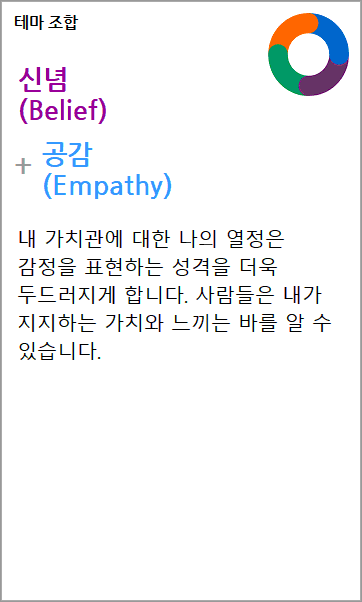 테마 조합
신념
(Belief)
+ 공감
(Empathy)
내 가치관에 대한 나의 열정은
감정을 표현하는 성격을 더욱
두드러지게 합니다. 사람들은 내가
지지하는 가치와 느끼는 바를 알 수
있습니다.